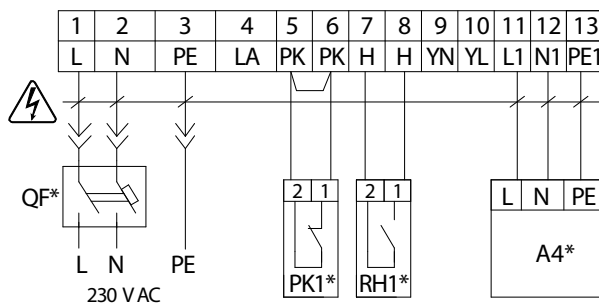 1 2 3 4 5 6 7 8 9 10 11 12 13
L N PE LA PK PK H H YN YL L1 N1 PE1
QF*
2 1 2 1 L N PE
PK1* RH1* A4*
L N PE
230 V AC